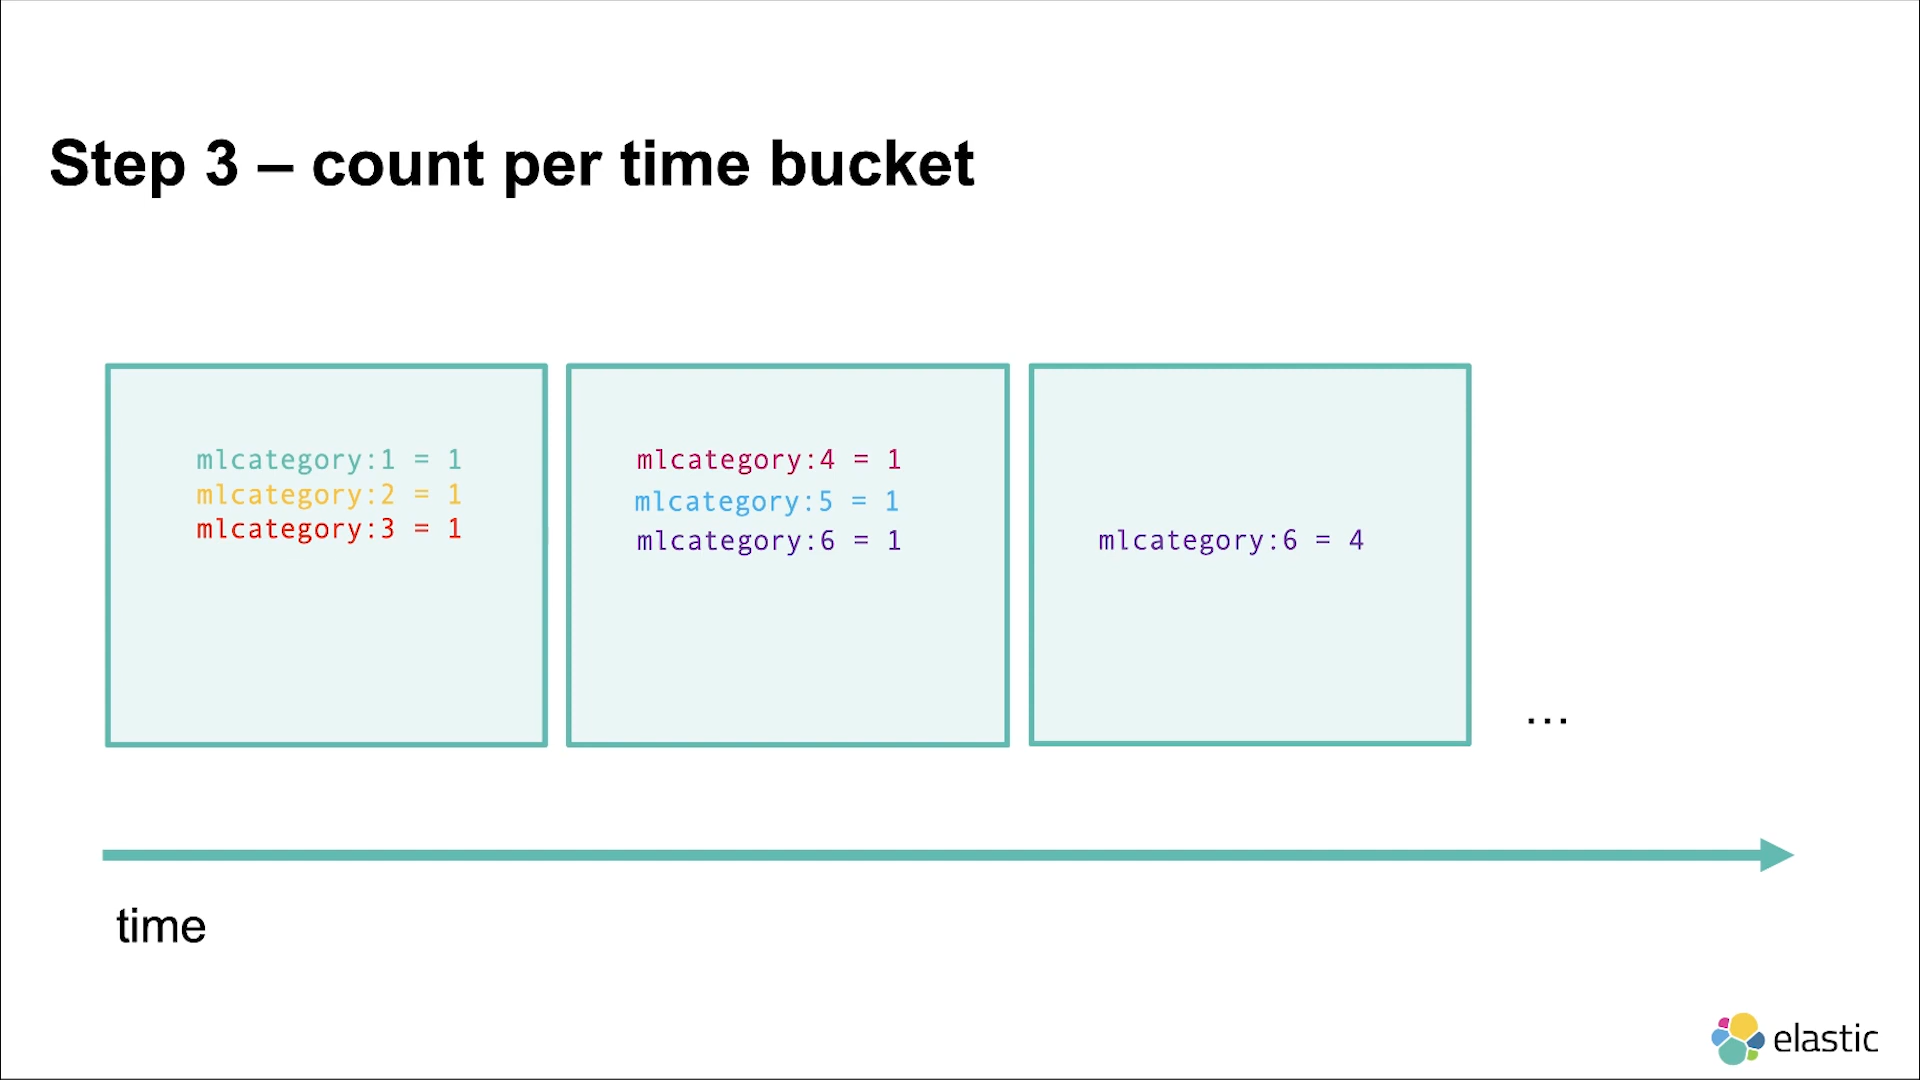 Step 3 – count per time bucket
mlcategory:1 = 1
mlcategory:2 = 1
mlcategory:3 = 1
mlcategory:4 = 1
mlcategory:5 = 1
mlcategory:6 = 1
mlcategory:6 = 4
...
time
elastic